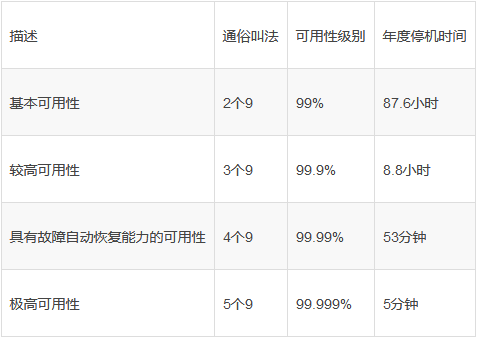 描述 通俗叫法 可用性级别 年度停机时间
基本可用性 2个9 99% 87.6小时
较高可用性 3个9 99.9% 8.8小时
具有故障自动恢复能力的可用性 4个9 99.99% 53分钟
极高可用性 5个9 99.999% 5分钟